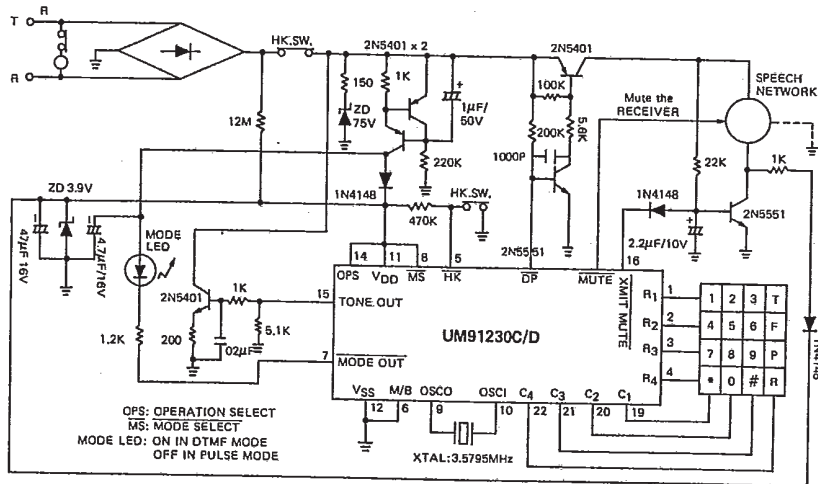 T
R
R
HK.SW.
2N5401 x 2
2N5401
150
1K
ZD
75V
+
1µF/
50V
100K
200K
5.6K
1000P
12M
220K
Mute the
RECEIVER
SPEECH
NETWORK
22K
1K
1N4148
1N4148
2N5551
2.2µF/10V
+
ZD 3.9V
47µF 16V
4.7µF/16V
MODE
LED
470K
HK.SW.
2N5551
16
14
11
8
5
OPS
VDD
MS
HK
DP
MUTE
XMIT MUTE
2N5401
1K
15
TONE.OUT
200
.02µF
5.1K
1.2K
7
MODE OUT
UM91230C/D
R1
1
R2
2
R3
3
R4
4
1 2 3 T
4 5 6 F
7 8 9 P
* 0 # R
1N4148
VSS
M/B
OSCO
OSCI
C4
C3
C2
C1
12
6
9
10
22
21
20
19
XTAL: 3.5795MHz
OPS: OPERATION SELECT
MS: MODE SELECT
MODE LED: ON IN DTMF MODE
OFF IN PULSE MODE